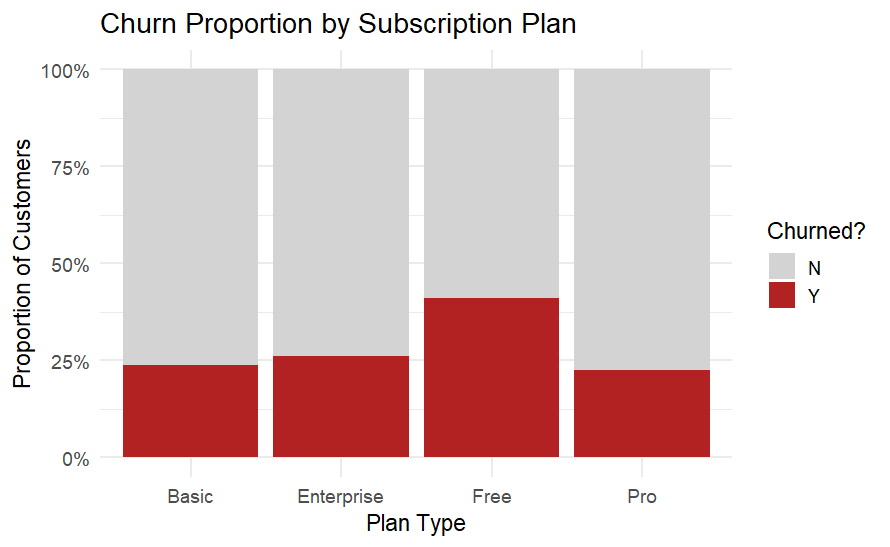 Churn Proportion by Subscription Plan
Proportion of Customers
100%
75%
50%
25%
0%
Basic Enterprise Free Pro
Plan Type
Churned?
N
Y